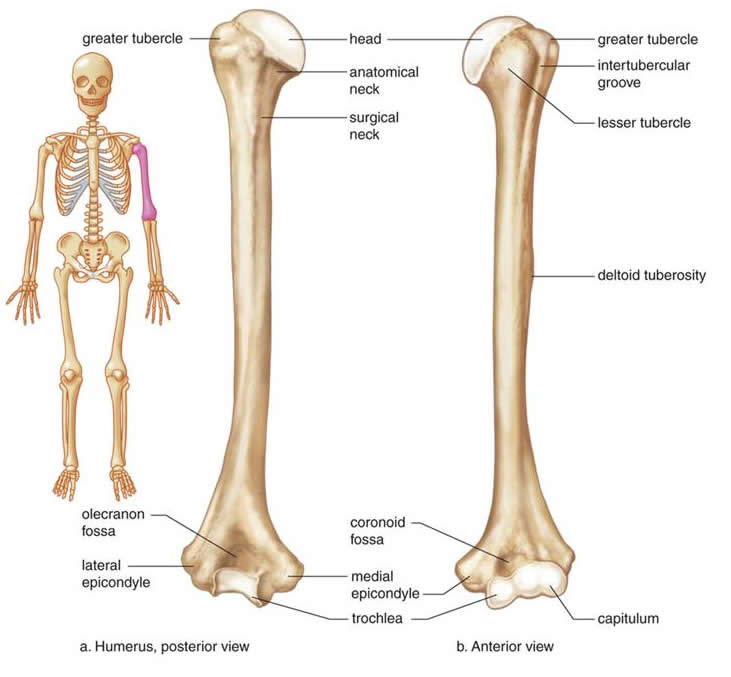 greater tubercle
head
greater tubercle
anatomical
neck
intertubercular
groove
surgical
neck
lesser tubercle
deltoid tuberosity
olecranon
fossa
coronoid
fossa
lateral
epicondyle
medial
epicondyle
trochlea
capitulum
a. Humerus, posterior view
b. Anterior view